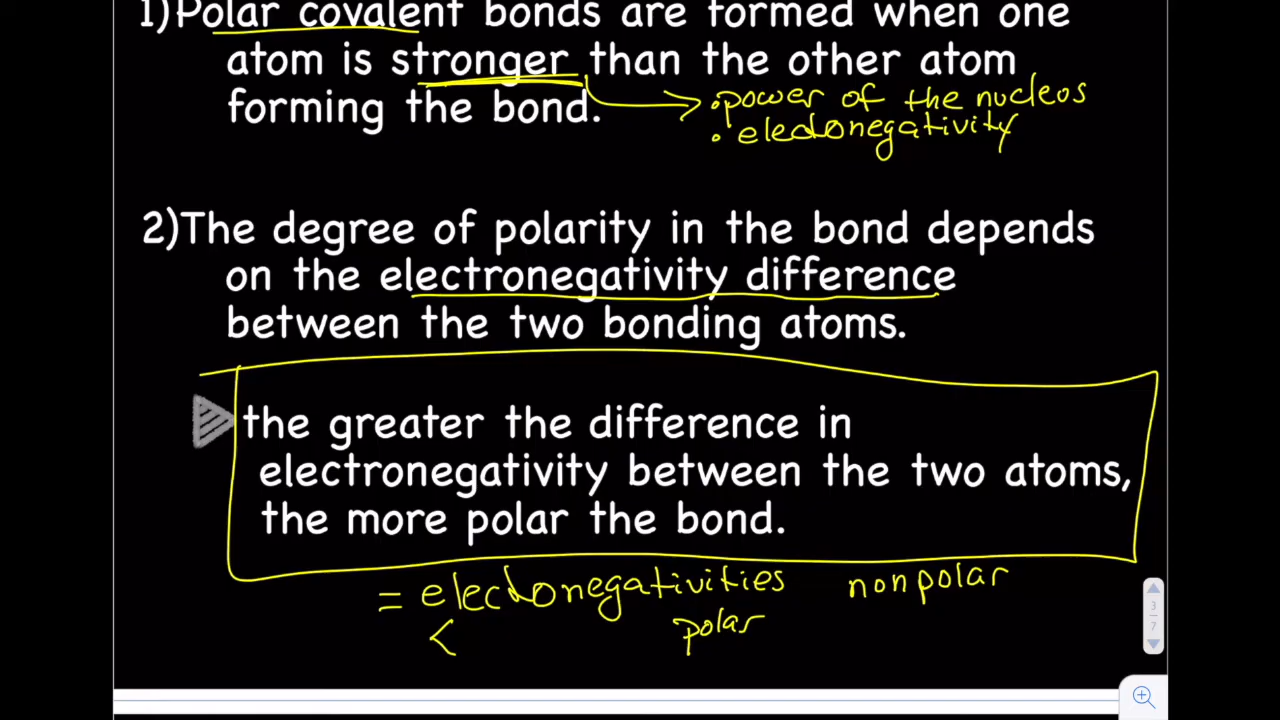 1)Polar covalent bonds are formed when one
atom is stronger than the other atom
forming the bond.
• power of the nucleos
• electonegativity
2)The degree of polarity in the bond depends
on the electronegativity difference
between the two bonding atoms.
the greater the difference in
electronegativity between the two atoms,
the more polar the bond.
= electonegativities nonpolar
< polar
3
7